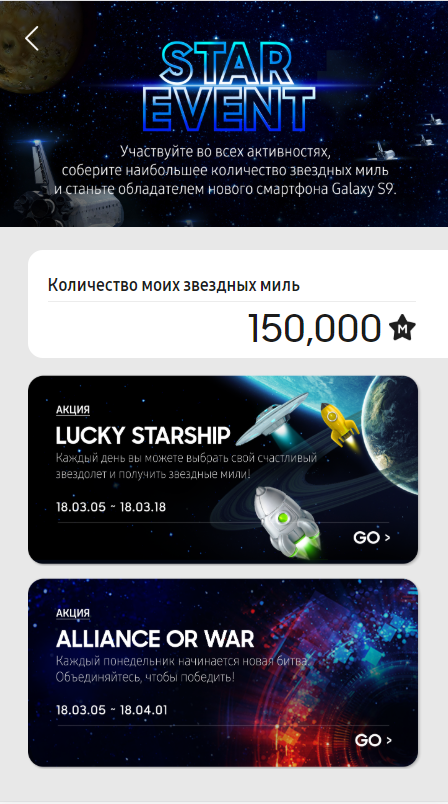 STAR
EVENT
Участвуйте во всех активностях,
соберите наибольшее количество звездных миль
и станьте обладателем нового смартфона Galaxy S9.
Количество моих звездных миль
150,000 M
АКЦИЯ
LUCKY STARSHIP
Каждый день вы можете выбрать свой счастливый
звездолет и получить звездные мили!
18.03.05 ~ 18.03.18
GO >
АКЦИЯ
ALLIANCE OR WAR
Каждый понедельник начинается новая битва.
Объединяйтесь, чтобы победить!
18.03.05 ~ 18.04.01
GO >